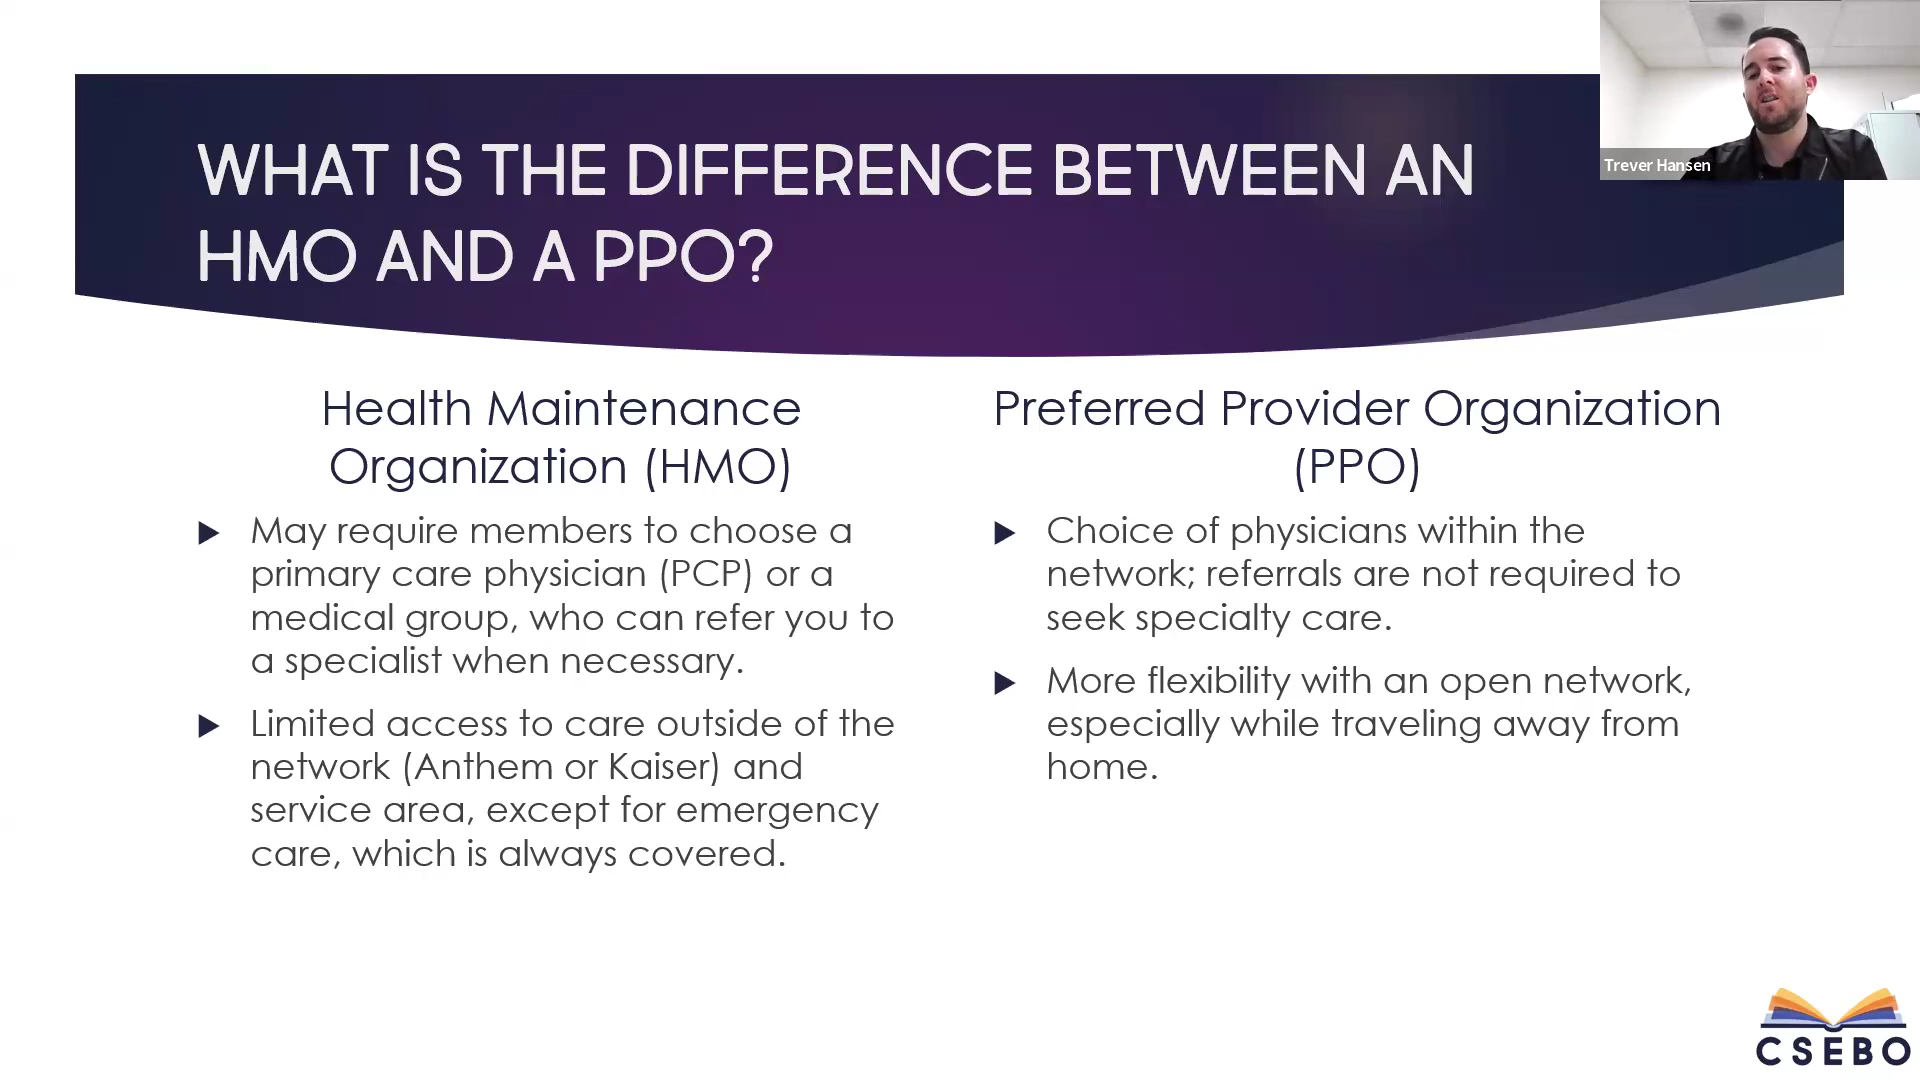 WHAT IS THE DIFFERENCE BETWEEN AN
HMO AND A PPO?
Trever Hansen
Health Maintenance
Organization (HMO)
May require members to choose a
primary care physician (PCP) or a
medical group, who can refer you to
a specialist when necessary.
Limited access to care outside of the
network (Anthem or Kaiser) and
service area, except for emergency
care, which is always covered.
Preferred Provider Organization
(PPO)
Choice of physicians within the
network; referrals are not required to
seek specialty care.
More flexibility with an open network,
especially while traveling away from
home.
CSEBO